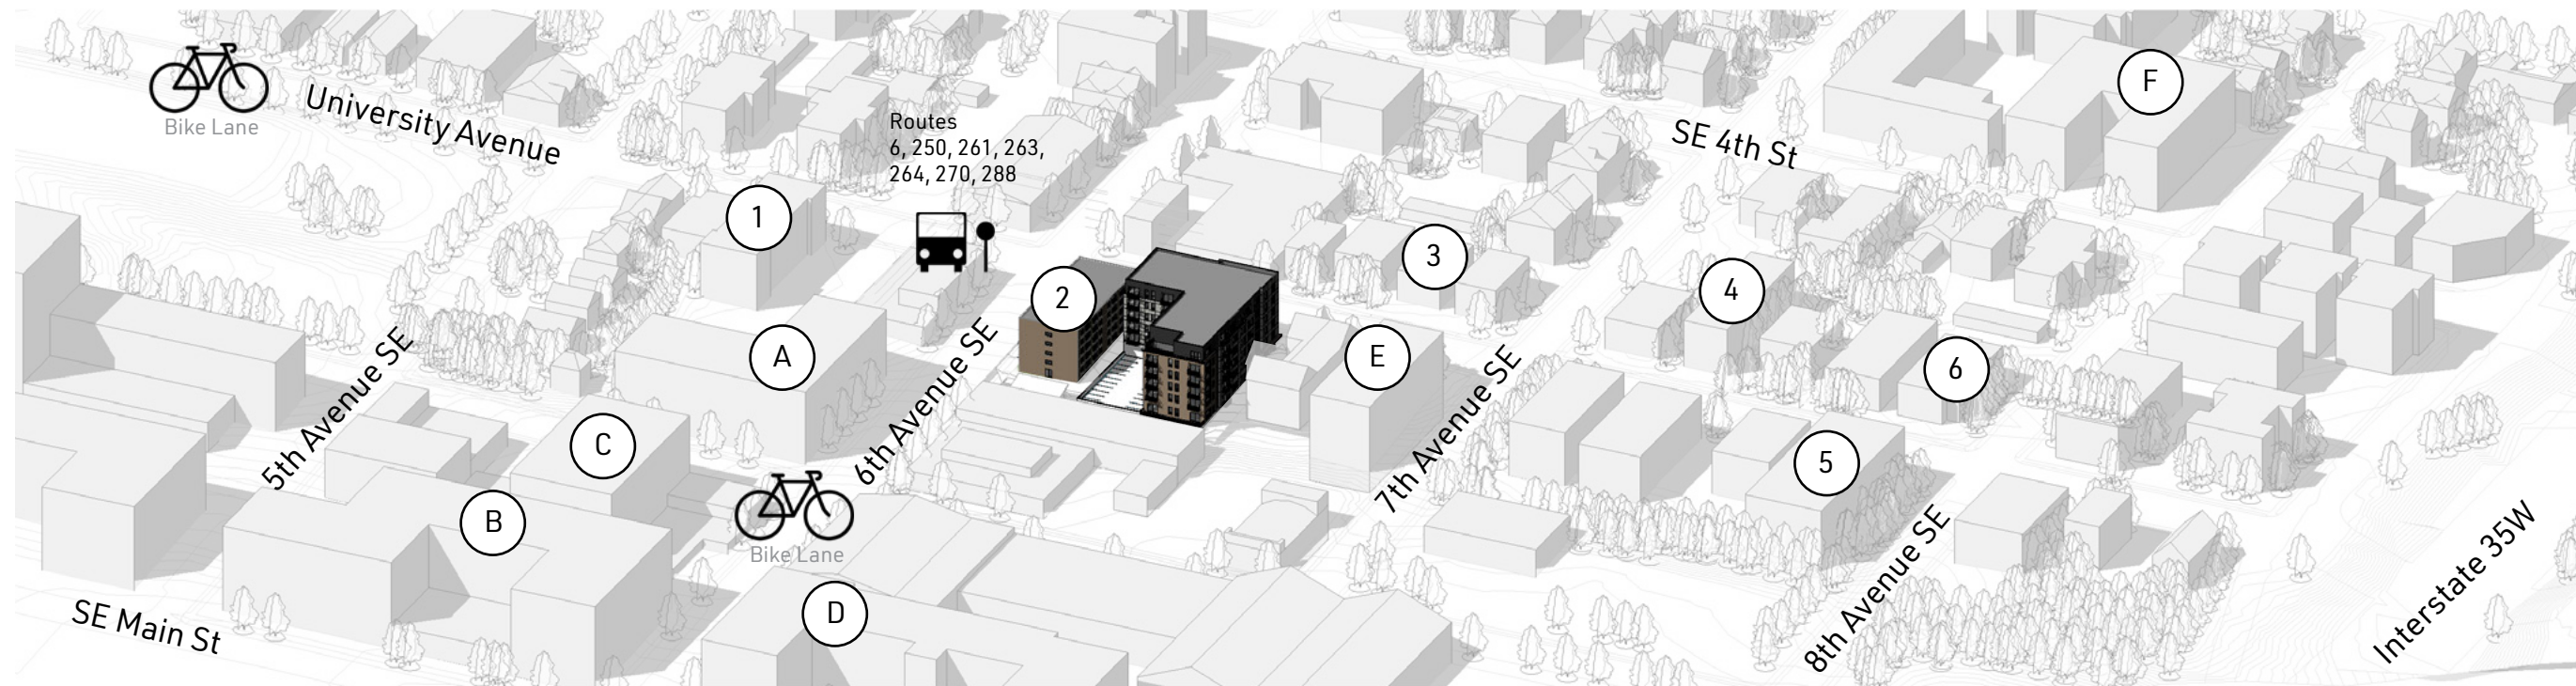 F
Bike Lane
University Avenue
Routes
6, 250, 261, 263,
264, 270, 288
SE 4th St
1
2
3
4
A
E
6
5th Avenue SE
6th Avenue SE
7th Avenue SE
C
5
B
Bike Lane
D
SE Main St
8th Avenue SE
Interstate 35W